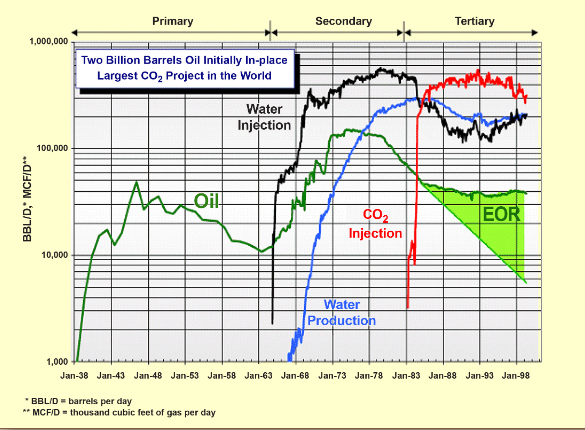 Primary Secondary Tertiary
1,000,000
Two Billion Barrels Oil Initially In-place
Largest CO2 Project in the World
Water
Injection
100,000
BBL/D,* MCF/D**
Oil
CO2
Injection
EOR
10,000
Water
Production
1,000
Jan-38 Jan-43 Jan-48 Jan-53 Jan-58 Jan-63 Jan-68 Jan-73 Jan-78 Jan-83 Jan-88 Jan-93 Jan-98
* BBL/D = barrels per day
** MCF/D = thousand cubic feet of gas per day